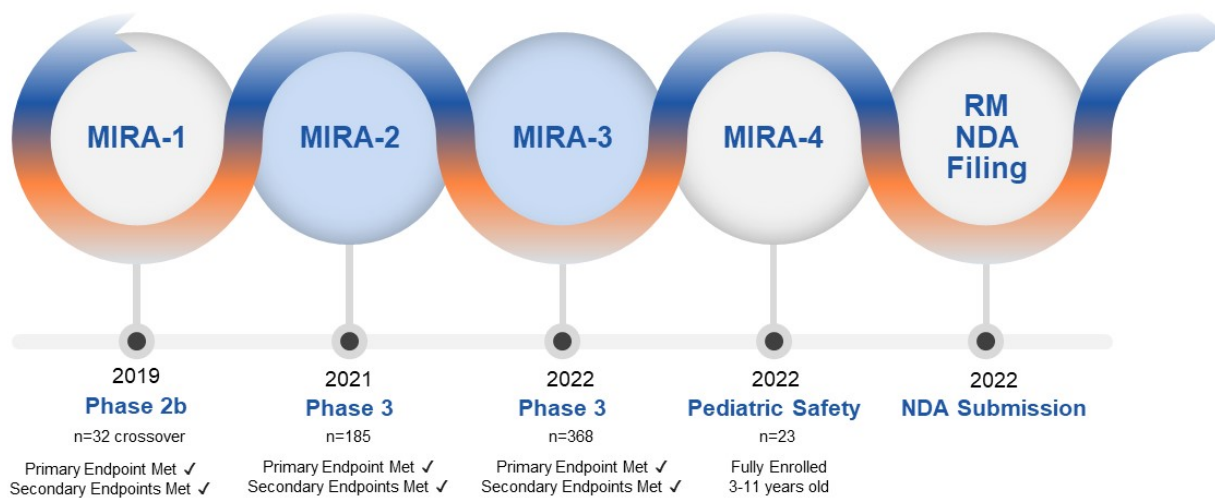 MIRA-1
MIRA-2
MIRA-3
MIRA-4
RM
NDA
Filing
2019
Phase 2b
n=32 crossover
Primary Endpoint Met ✓
Secondary Endpoints Met ✓
2021
Phase 3
n=185
Primary Endpoint Met ✓
Secondary Endpoints Met ✓
2022
Phase 3
n=368
Primary Endpoint Met ✓
Secondary Endpoints Met ✓
2022
Pediatric Safety
n=23
Fully Enrolled
3-11 years old
2022
NDA Submission